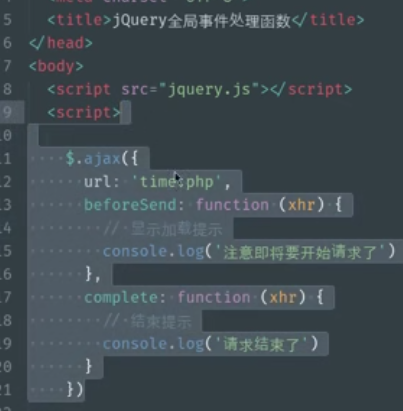 5 <title>jQuery全局事件处理函数</title>
6 </head>
7 <body>
8 <script src="jquery.js"></script>
9 <script>
10
11 $.ajax({
12 url: 'time.php',
13 beforeSend: function (xhr) {
14 // 显示加载提示
15 console.log('注意即将要开始请求了')
16 },
17 complete: function (xhr) {
18 // 结束提示
19 console.log('请求结束了')
20 }
21 })